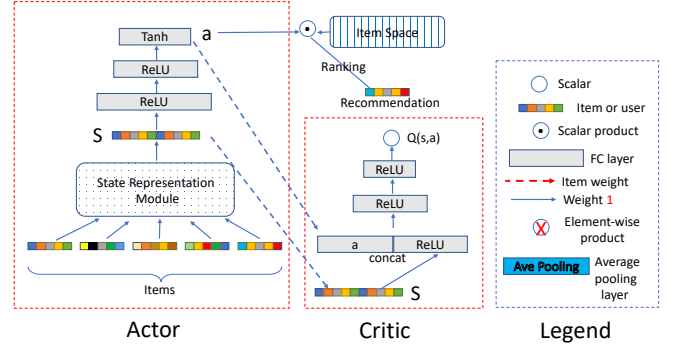 Tanh
a
Item Space
ReLU
Ranking
ReLU
Recommendation
S
State Representation
Module
Items
Actor
Q(s,a)
ReLU
ReLU
a
ReLU
concat
S
Critic
Scalar
Item or user
Scalar product
FC layer
Item weight
Weight 1
X
Element-wise
product
Ave Pooling
Average
pooling
layer
Legend